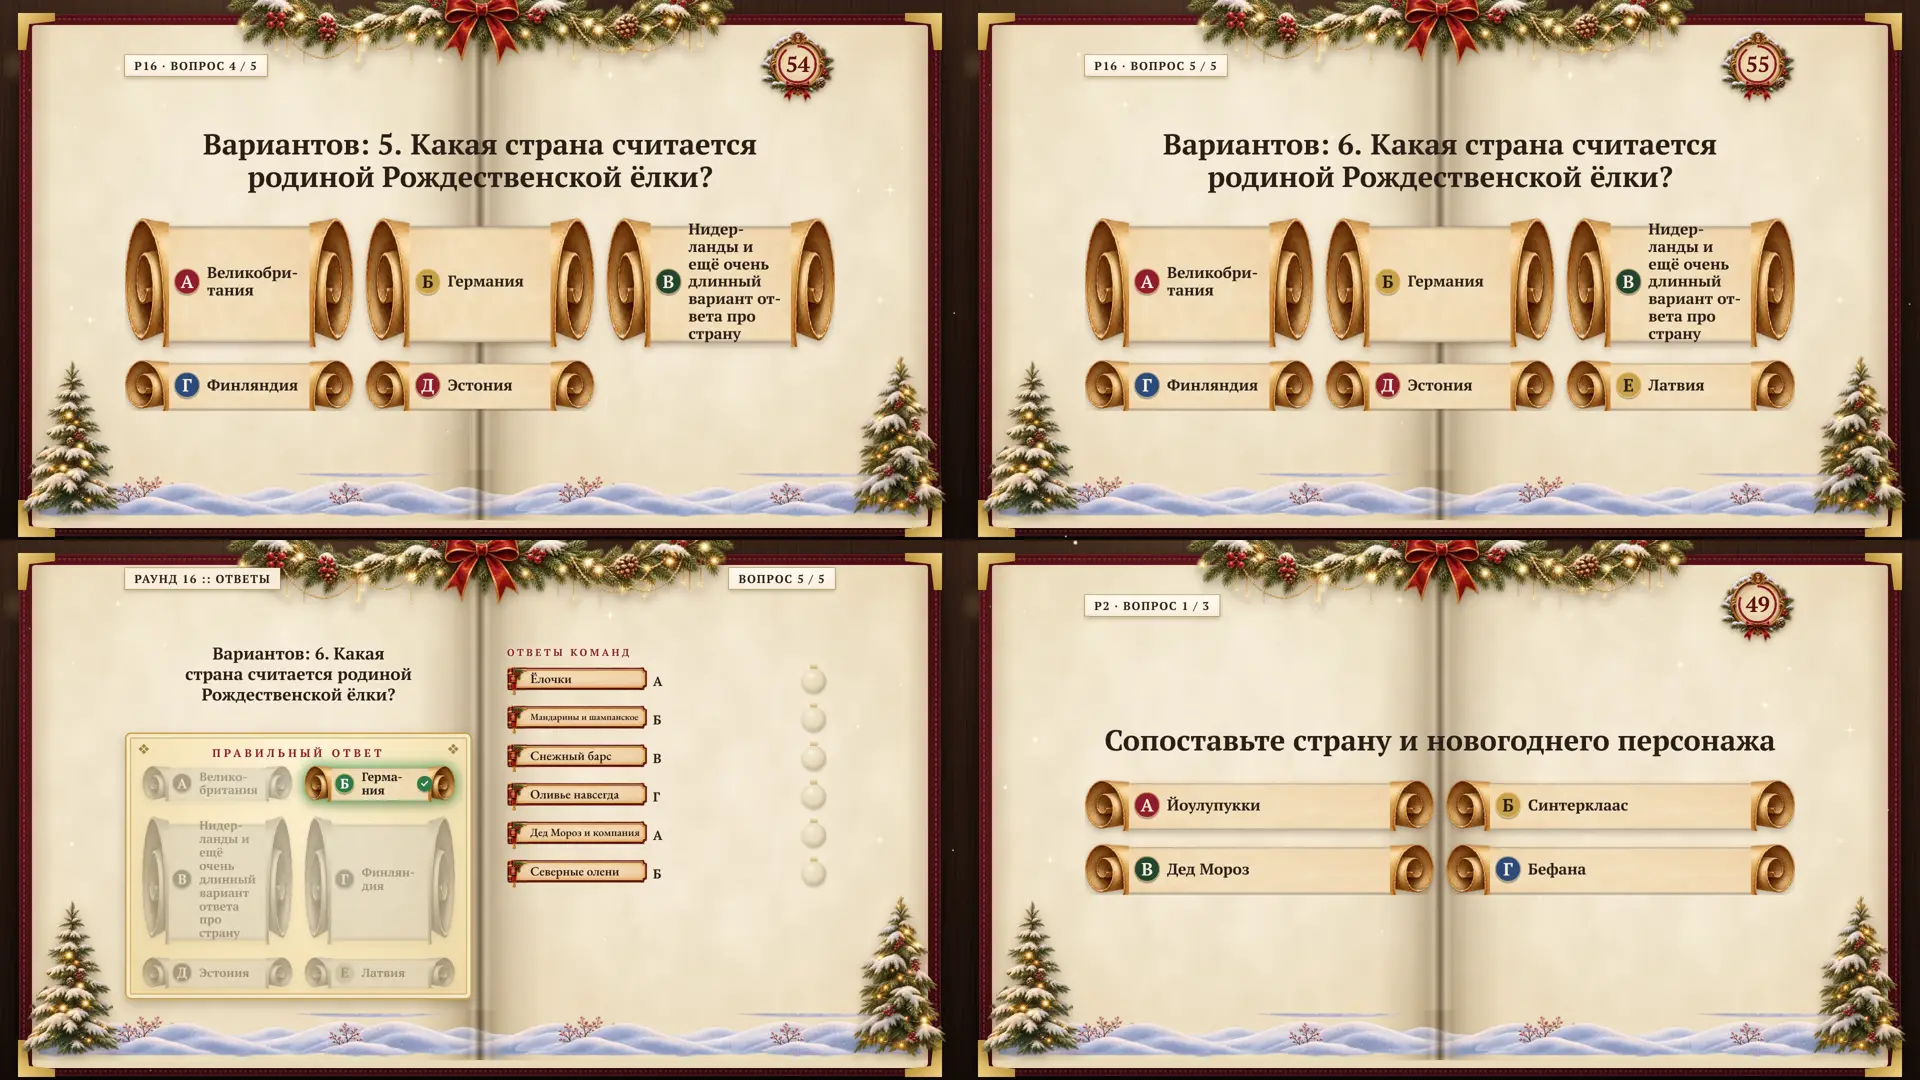 Р16 · ВОПРОС 4 / 5
54
Вариантов: 5. Какая страна считается
родиной Рождественской ёлки?
А Великобри-
тания
Б Германия
В Нидер-
ланды и
ещё очень
длинный
вариант от-
вета про
страну
Г Финляндия
Д Эстония
Р16 · ВОПРОС 5 / 5
55
Вариантов: 6. Какая страна считается
родиной Рождественской ёлки?
А Великобри-
тания
Б Германия
В Нидер-
ланды и
ещё очень
длинный
вариант от-
вета про
страну
Г Финляндия
Д Эстония
Е Латвия
РАУНД 16 :: ОТВЕТЫ
ВОПРОС 5 / 5
Вариантов: 6. Какая
страна считается родиной
Рождественской ёлки?
ПРАВИЛЬНЫЙ ОТВЕТ
А Велико-
британия
Б Герма-
ния
В Нидер-
ланды и
ещё
очень
длинный
вариант
ответа
про
страну
Г Финлян-
дия
Д Эстония
Е Латвия
ОТВЕТЫ КОМАНД
Ёлочки А
Мандарины и шампанское Б
Снежный барс В
Оливье навсегда Г
Дед Мороз и компания А
Северные олени Б
Р2 · ВОПРОС 1 / 3
49
Сопоставьте страну и новогоднего персонажа
А Йоулупукки
Б Синтерклаас
В Дед Мороз
Г Бефана